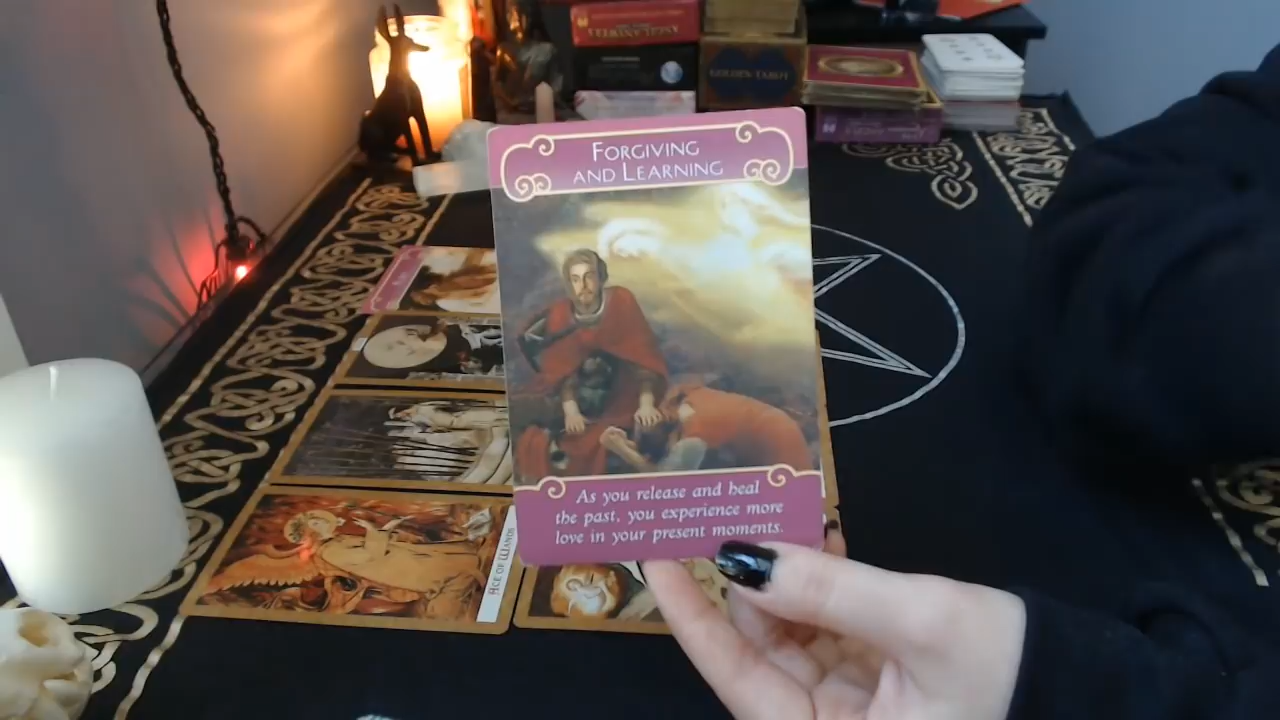 GOLDEN TAROT
FORGIVING
AND LEARNING
As you release and heal
the past, you experience more
love in your present moments.
ACE OF WANDS